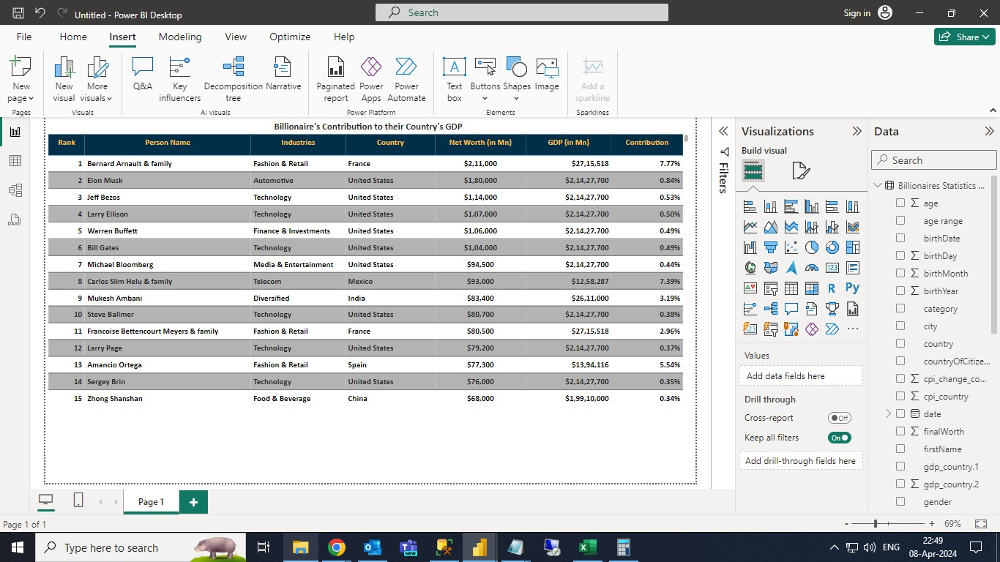 Untitled - Power BI Desktop
Search
Sign in
File Home Insert Modeling View Optimize Help
Share
New page
New visual
More visuals
Q&A
Key influencers
Decomposition tree
Narrative
Paginated report
Power Apps
Power Automate
Text box
Buttons
Shapes
Image
Add a sparkline
Pages Visuals AI visuals Power Platform Elements Sparklines
Billionaire's Contribution to their Country's GDP
Rank Person Name Industries Country Net Worth (in Mn) GDP (in Mn) Contribution
1 Bernard Arnault & family Fashion & Retail France $2,11,000 $27,15,518 7.77%
2 Elon Musk Automotive United States $1,80,000 $2,14,27,700 0.84%
3 Jeff Bezos Technology United States $1,14,000 $2,14,27,700 0.53%
4 Larry Ellison Technology United States $1,07,000 $2,14,27,700 0.50%
5 Warren Buffett Finance & Investments United States $1,06,000 $2,14,27,700 0.49%
6 Bill Gates Technology United States $1,04,000 $2,14,27,700 0.49%
7 Michael Bloomberg Media & Entertainment United States $94,500 $2,14,27,700 0.44%
8 Carlos Slim Helu & family Telecom Mexico $93,000 $12,58,287 7.39%
9 Mukesh Ambani Diversified India $83,400 $26,11,000 3.19%
10 Steve Ballmer Technology United States $80,700 $2,14,27,700 0.38%
11 Francoise Bettencourt Meyers & family Fashion & Retail France $80,500 $27,15,518 2.96%
12 Larry Page Technology United States $79,200 $2,14,27,700 0.37%
13 Amancio Ortega Fashion & Retail Spain $77,300 $13,94,116 5.54%
14 Sergey Brin Technology United States $76,000 $2,14,27,700 0.35%
15 Zhong Shanshan Food & Beverage China $68,000 $1,99,10,000 0.34%
DAX
Filters
Visualizations
Build visual
123
R
Py
123
...
Values
Add data fields here
Drill through
Cross-report Off
Keep all filters On
Add drill-through fields here
Data
Search
Billionaires Statistics ...
Σ age
age range
birthDate
Σ birthDay
Σ birthMonth
Σ birthYear
category
city
country
countryOfCitize...
Σ cpi_change_co...
Σ cpi_country
date
Σ finalWorth
firstName
gdp_country.1
Σ gdp_country.2
gender
Page 1
+
Page 1 of 1
- + 69%
Type here to search
NEW
ENG
22:49
08-Apr-2024